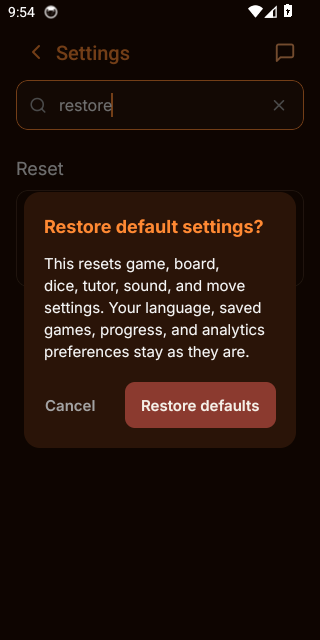 9:54
Settings
restore
Reset
Restore default settings?
This resets game, board,
dice, tutor, sound, and move
settings. Your language, saved
games, progress, and analytics
preferences stay as they are.
Cancel
Restore defaults